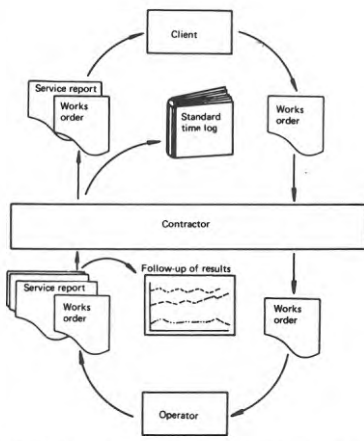 Client
Service report
Works
order
Standard
time log
Works
order
Contractor
Follow-up of results
Service report
Works
order
Works
order
Operator